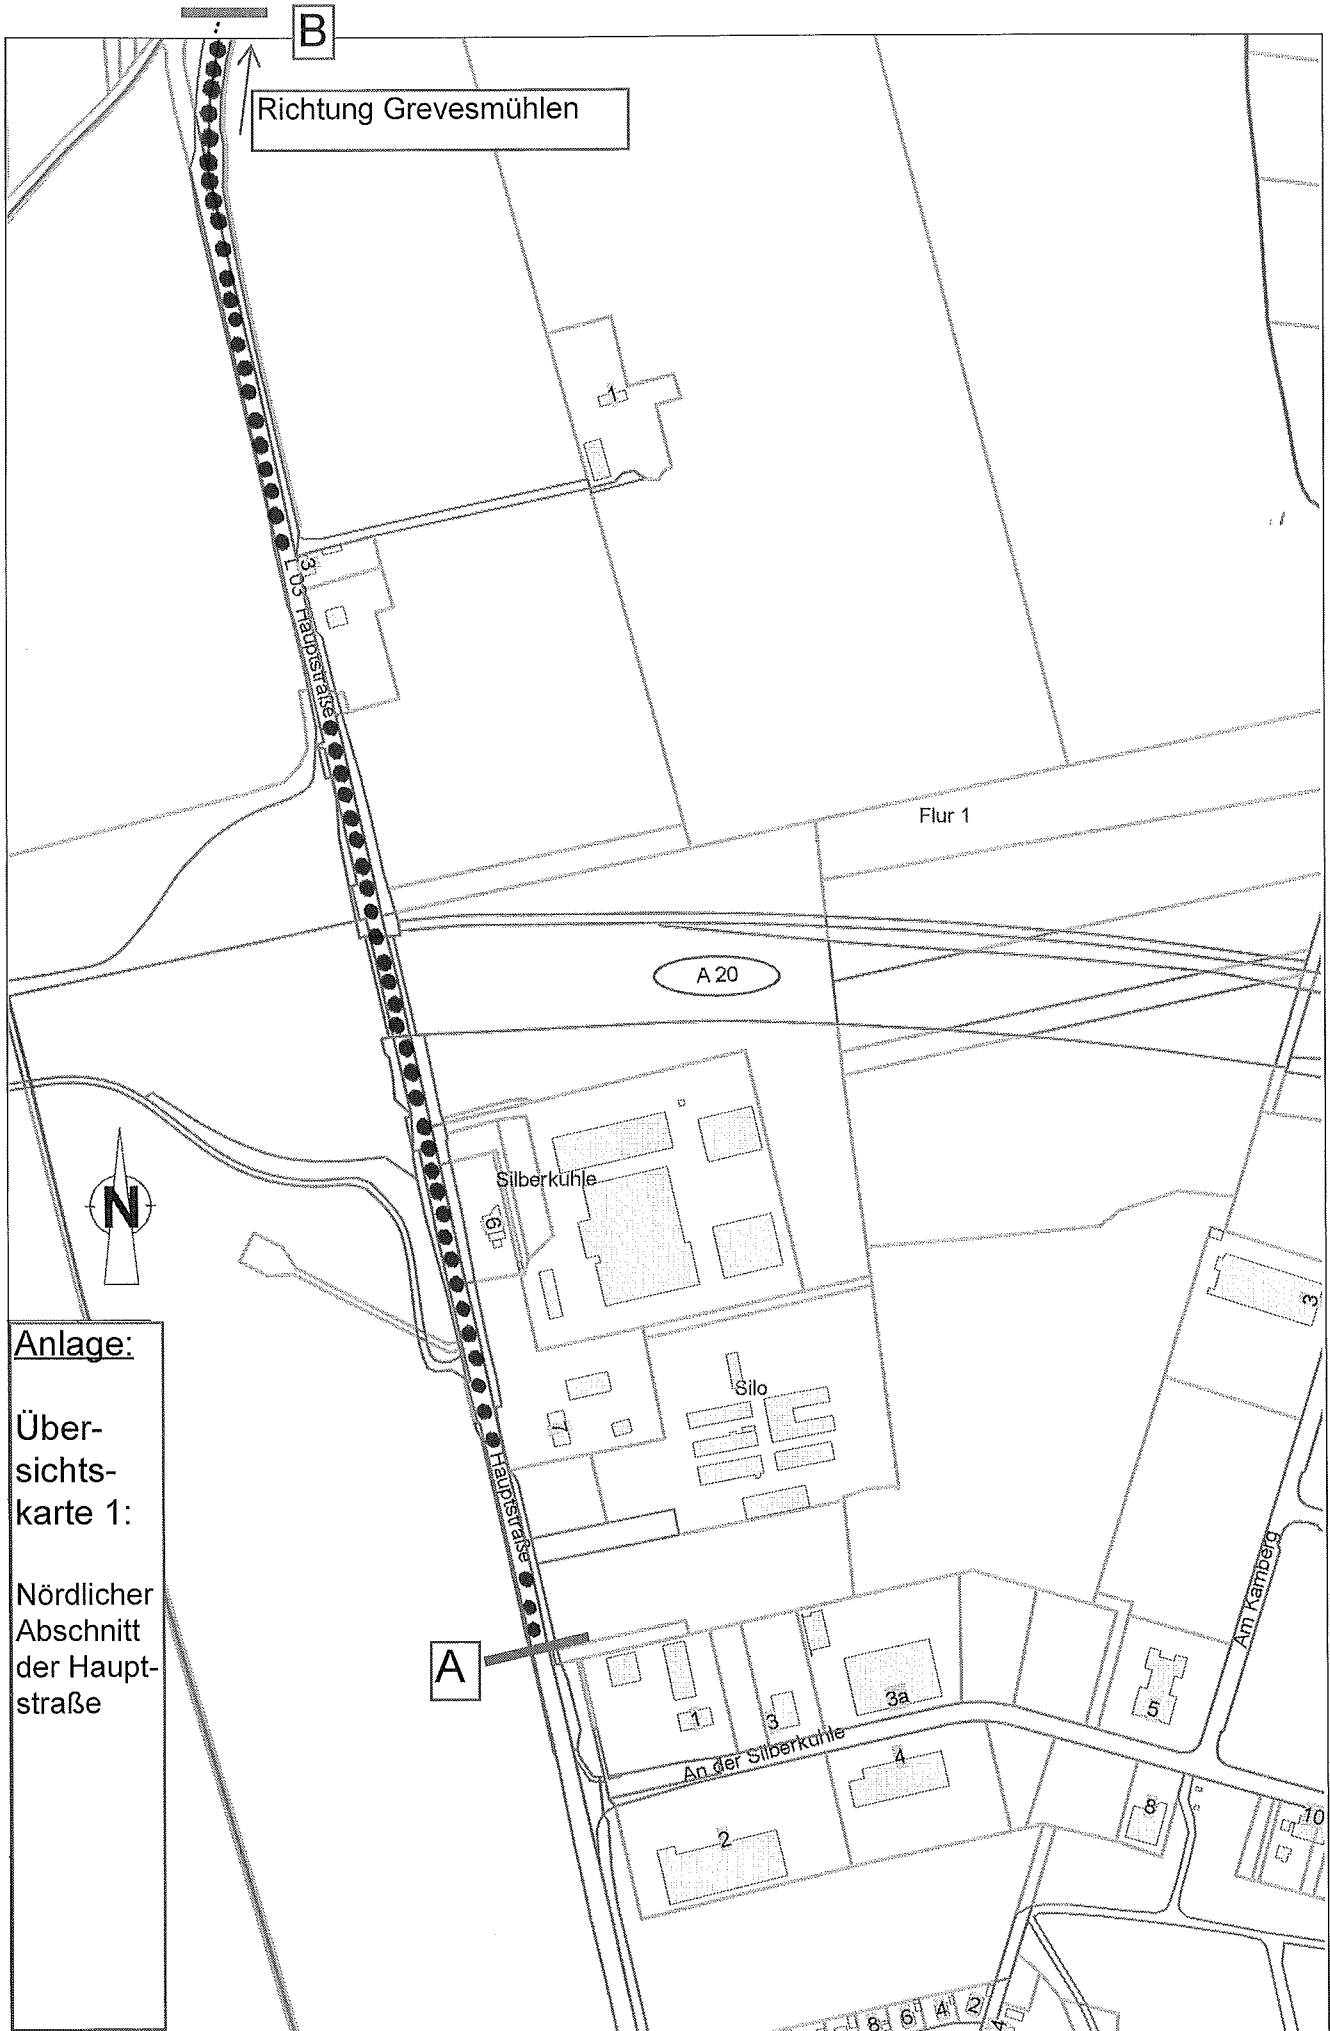 B
Richtung Grevesmühlen
1
3
L 03 Hauptstraße
Flur 1
A 20
Silberkuhle
6
N
3
Anlage:
Über-
sichts-
karte 1:
Nördlicher
Abschnitt
der Haupt-
straße
Silo
7
Hauptstraße
Am Kamberg
A
1
3
3a
5
An der Silberkuhle
4
8
10
2
8
6
4
2
4